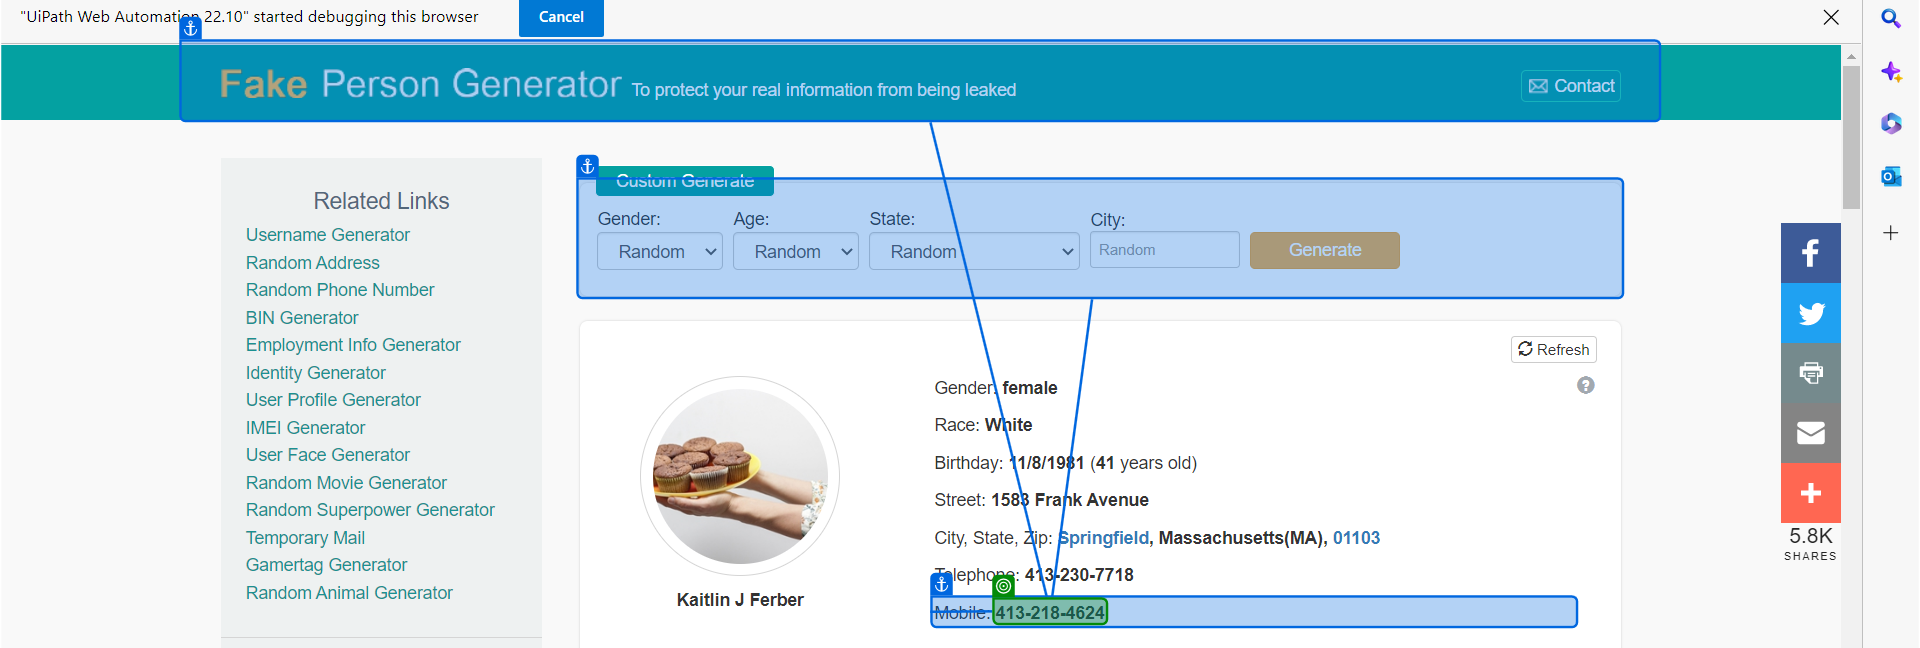 "UiPath Web Automation 22.10" started debugging this browser
Cancel
Fake Person Generator To protect your real information from being leaked
Contact
Related Links
Username Generator
Random Address
Random Phone Number
BIN Generator
Employment Info Generator
Identity Generator
User Profile Generator
IMEI Generator
User Face Generator
Random Movie Generator
Random Superpower Generator
Temporary Mail
Gamertag Generator
Random Animal Generator
Custom Generate
Gender: Age: State: City:
Random Random Random Random Generate
Refresh
Gender: female
Race: White
Birthday: 11/8/1981 (41 years old)
Street: 1583 Frank Avenue
City, State, Zip: Springfield, Massachusetts(MA), 01103
Telephone: 413-230-7718
Mobile: 413-218-4624
Kaitlin J Ferber
5.8K
SHARES